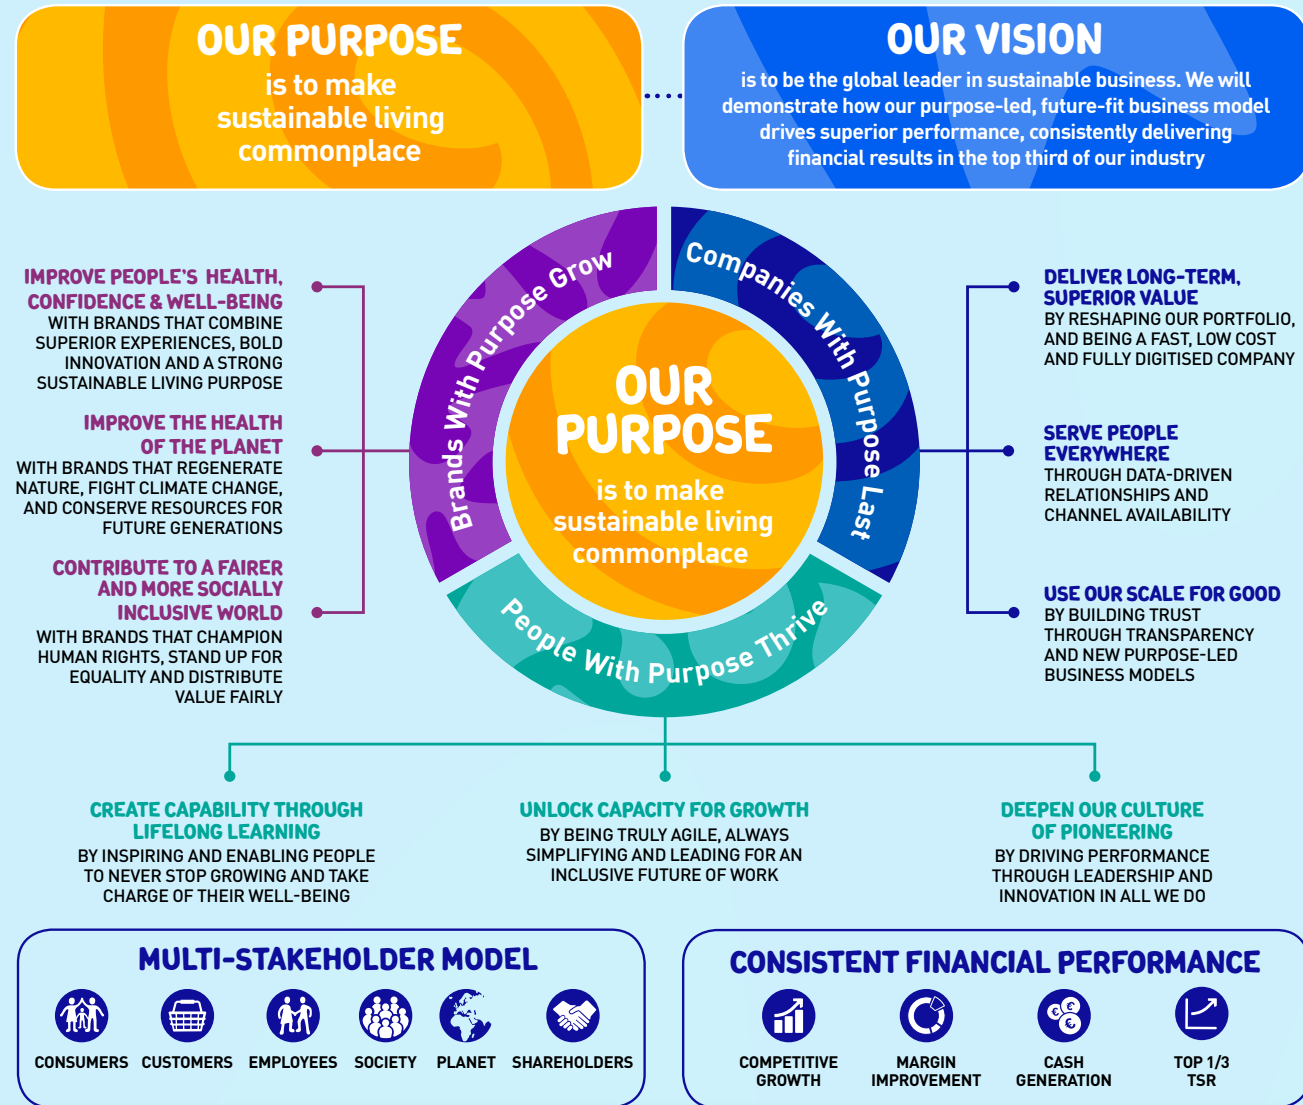 OUR PURPOSE
is to make
sustainable living
commonplace
OUR VISION
is to be the global leader in sustainable business. We will
demonstrate how our purpose-led, future-fit business model
drives superior performance, consistently delivering
financial results in the top third of our industry
IMPROVE PEOPLE'S HEALTH,
CONFIDENCE & WELL-BEING
WITH BRANDS THAT COMBINE
SUPERIOR EXPERIENCES, BOLD
INNOVATION AND A STRONG
SUSTAINABLE LIVING PURPOSE
IMPROVE THE HEALTH
OF THE PLANET
WITH BRANDS THAT REGENERATE
NATURE, FIGHT CLIMATE CHANGE,
AND CONSERVE RESOURCES FOR
FUTURE GENERATIONS
CONTRIBUTE TO A FAIRER
AND MORE SOCIALLY
INCLUSIVE WORLD
WITH BRANDS THAT CHAMPION
HUMAN RIGHTS, STAND UP FOR
EQUALITY AND DISTRIBUTE
VALUE FAIRLY
Brands With Purpose Grow
Companies With Purpose Last
People With Purpose Thrive
OUR
PURPOSE
is to make
sustainable living
commonplace
DELIVER LONG-TERM,
SUPERIOR VALUE
BY RESHAPING OUR PORTFOLIO,
AND BEING A FAST, LOW COST
AND FULLY DIGITISED COMPANY
SERVE PEOPLE
EVERYWHERE
THROUGH DATA-DRIVEN
RELATIONSHIPS AND
CHANNEL AVAILABILITY
USE OUR SCALE FOR GOOD
BY BUILDING TRUST
THROUGH TRANSPARENCY
AND NEW PURPOSE-LED
BUSINESS MODELS
CREATE CAPABILITY THROUGH
LIFELONG LEARNING
BY INSPIRING AND ENABLING PEOPLE
TO NEVER STOP GROWING AND TAKE
CHARGE OF THEIR WELL-BEING
UNLOCK CAPACITY FOR GROWTH
BY BEING TRULY AGILE, ALWAYS
SIMPLIFYING AND LEADING FOR AN
INCLUSIVE FUTURE OF WORK
DEEPEN OUR CULTURE
OF PIONEERING
BY DRIVING PERFORMANCE
THROUGH LEADERSHIP AND
INNOVATION IN ALL WE DO
MULTI-STAKEHOLDER MODEL
CONSUMERS CUSTOMERS EMPLOYEES SOCIETY PLANET SHAREHOLDERS
CONSISTENT FINANCIAL PERFORMANCE
€ € €
COMPETITIVE
GROWTH
MARGIN
IMPROVEMENT
CASH
GENERATION
TOP 1/3
TSR